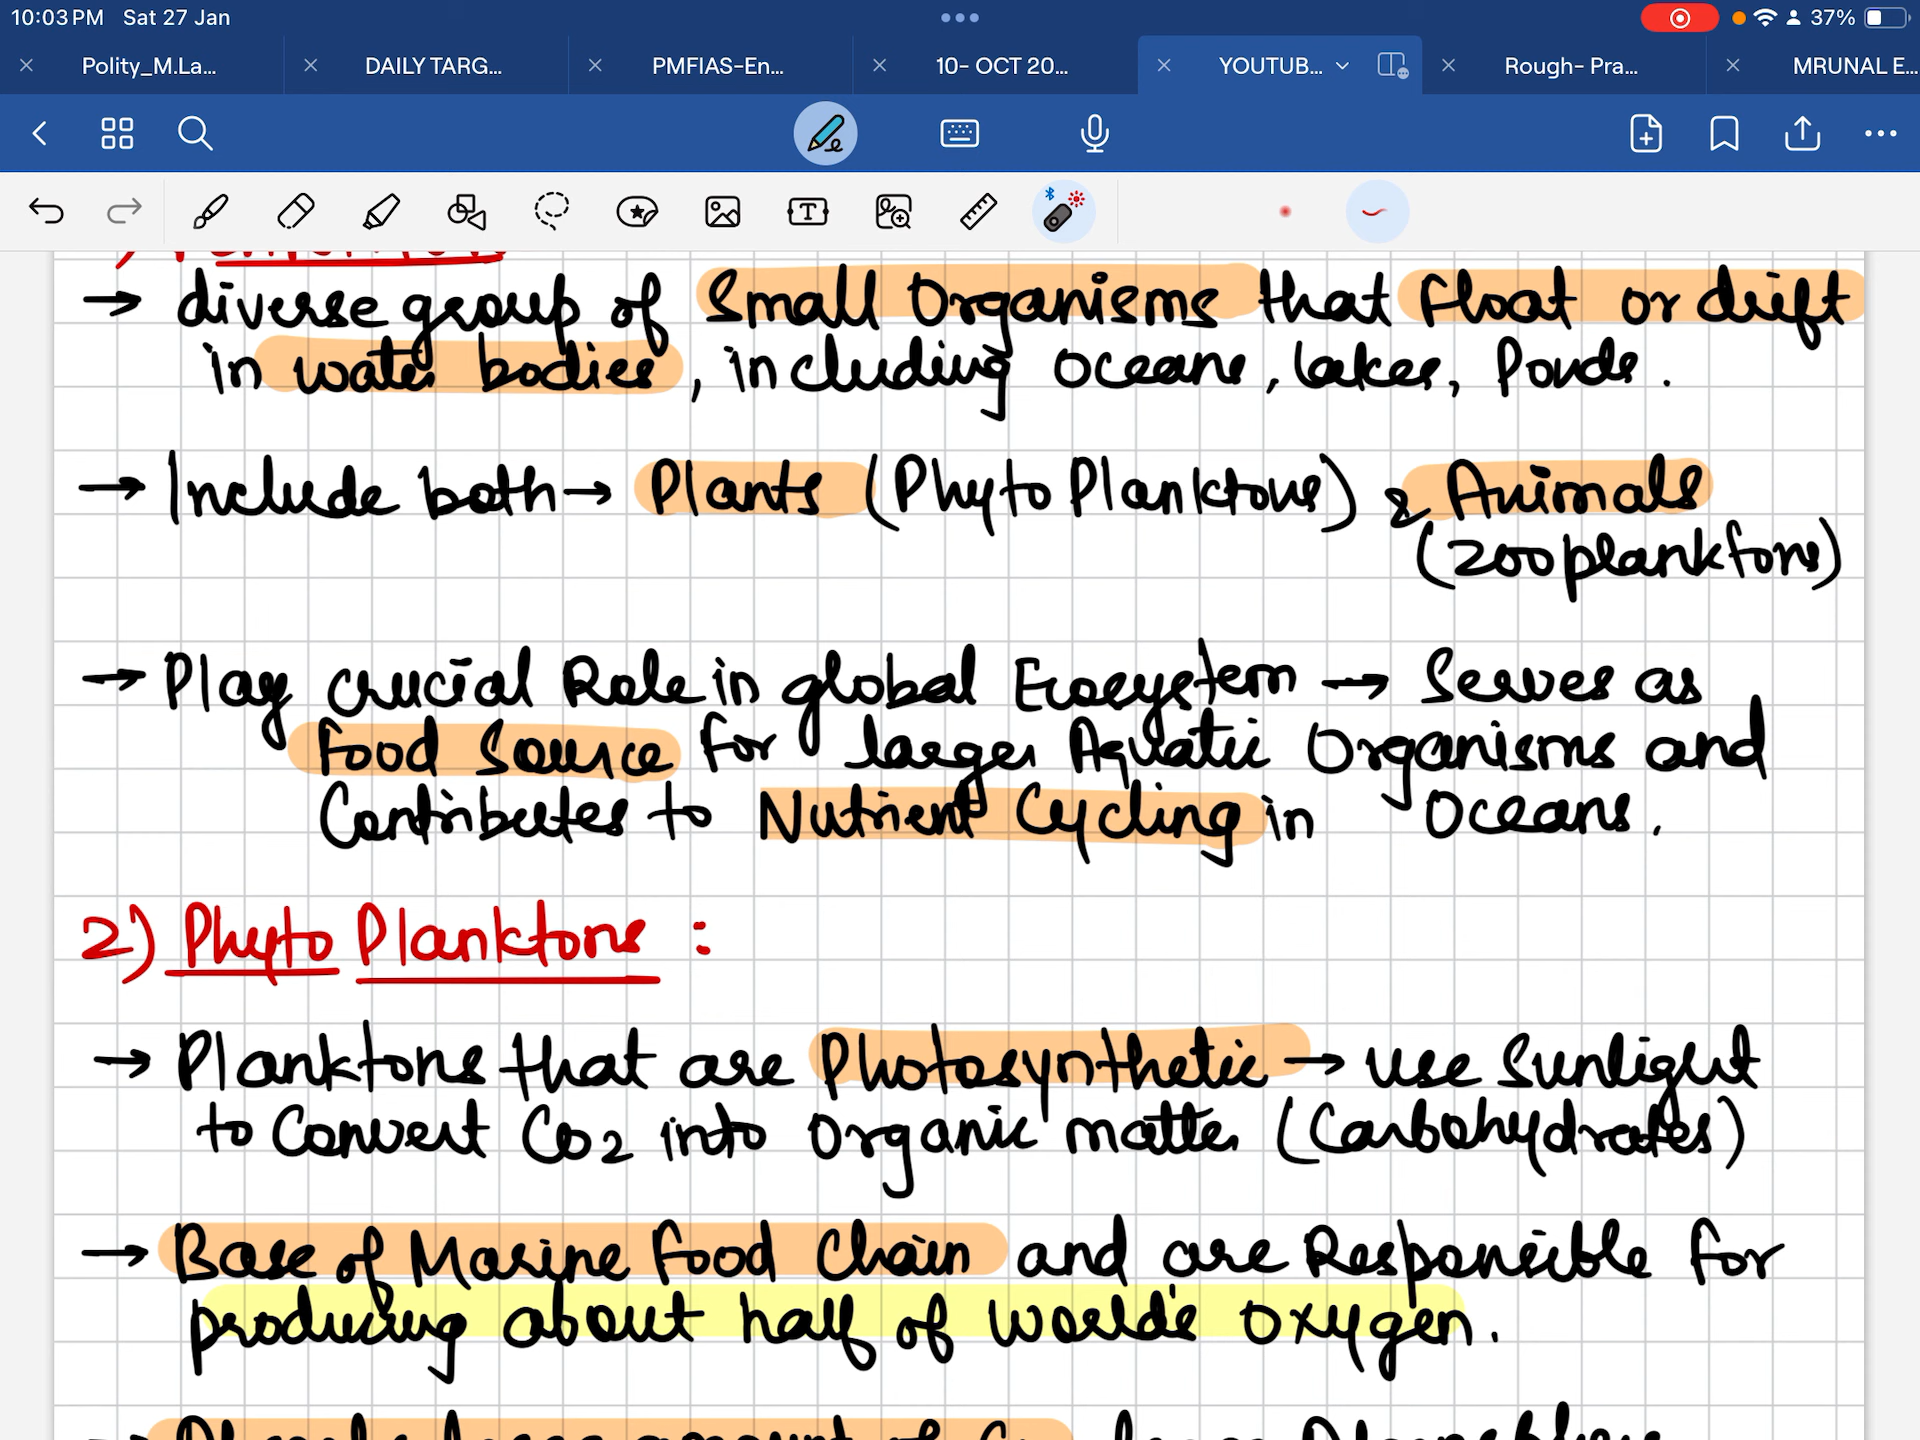 10:03 PM Sat 27 Jan 37%
Polity_M.La... DAILY TARG... PMFIAS-En... 10- OCT 20... YOUTUB... Rough- Pra... MRUNAL E...
→ diverse group of Small Organisms that Float or drift
in water bodies, including Oceans, lakes, Ponds.
→ Include both → Plants (Phyto Planktons) & Animals
(zooplanktons)
→ Play crucial Role in global Ecosystem → Serves as
food Source for larger Aquatic Organisms and
Contributes to Nutrient Cycling in Oceans.
2) Phyto Planktons :
→ Planktons that are Photosynthetic → use Sunlight
to Convert CO2 into Organic matter (Carbohydrates)
→ Base of Marine Food Chain and are Responsible for
producing about half of World's Oxygen.